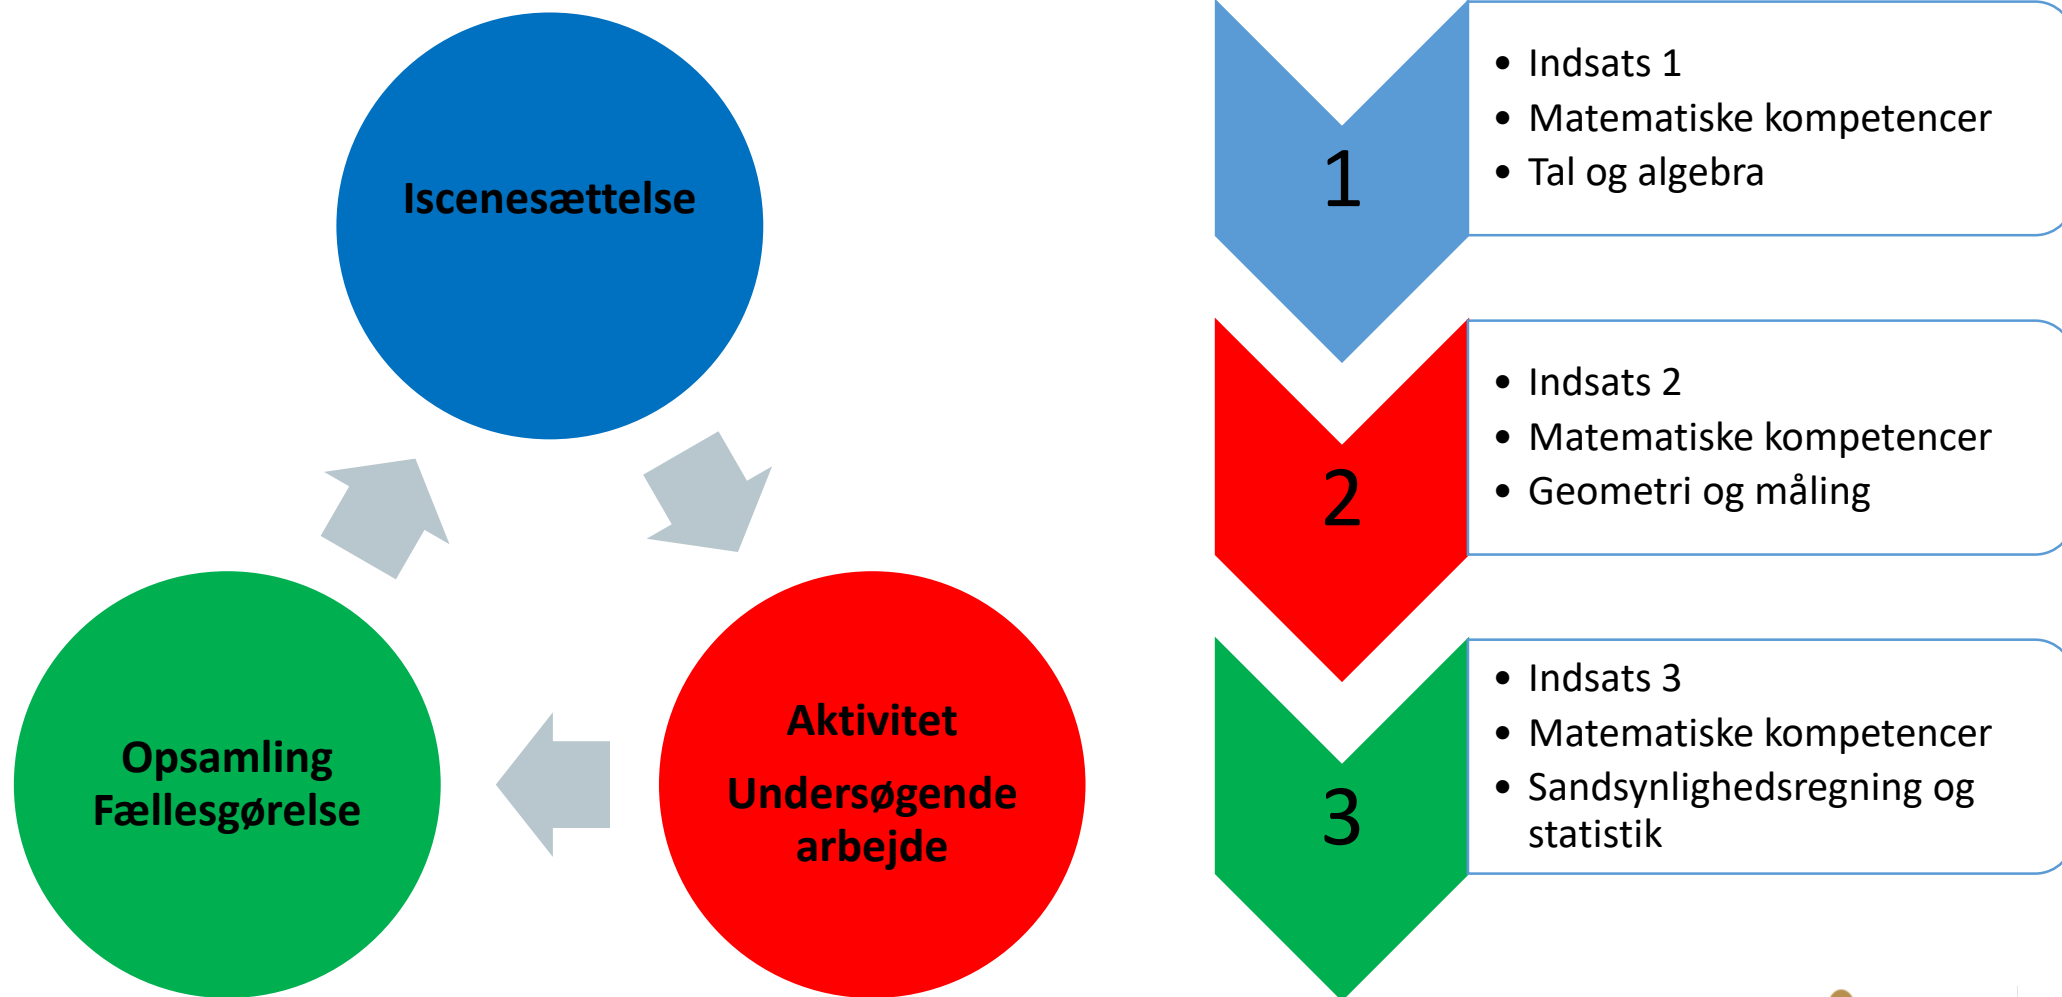 Iscenesættelse
Aktivitet
Undersøgende
arbejde
Opsamling
Fællesgørelse
1
• Indsats 1
• Matematiske kompetencer
• Tal og algebra
2
• Indsats 2
• Matematiske kompetencer
• Geometri og måling
3
• Indsats 3
• Matematiske kompetencer
• Sandsynlighedsregning og
statistik